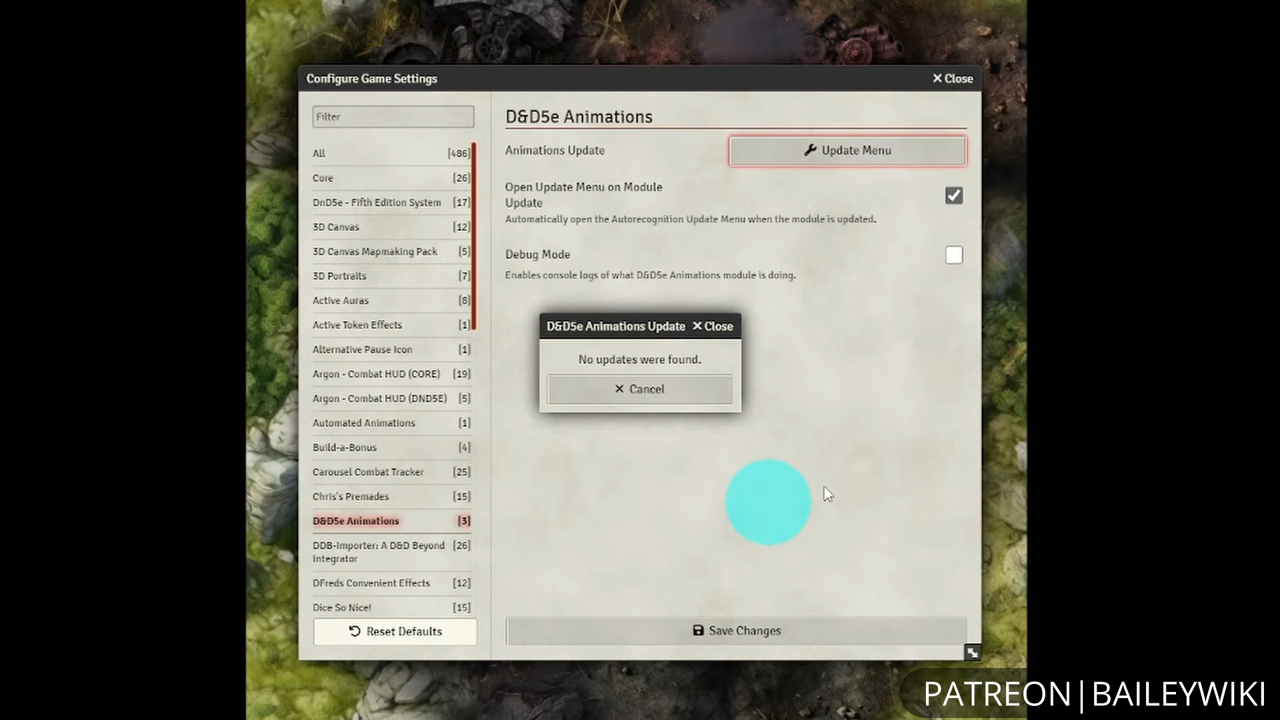 Configure Game Settings
Close
Filter
All [486]
Core [26]
DnD5e - Fifth Edition System [17]
3D Canvas [12]
3D Canvas Mapmaking Pack [5]
3D Portraits [7]
Active Auras [8]
Active Token Effects [1]
Alternative Pause Icon [1]
Argon - Combat HUD (CORE) [19]
Argon - Combat HUD (DND5E) [5]
Automated Animations [1]
Build-a-Bonus [4]
Carousel Combat Tracker [25]
Chris's Premades [15]
D&D5e Animations [3]
DDB-Importer: A D&D Beyond [26]
Integrator
DFreds Convenient Effects [12]
Dice So Nice! [15]
Reset Defaults
D&D5e Animations
Animations Update
Update Menu
Open Update Menu on Module
Update
Automatically open the Autorecognition Update Menu when the module is updated.
Debug Mode
Enables console logs of what D&D5e Animations module is doing.
D&D5e Animations Update Close
No updates were found.
Cancel
Save Changes
PATREON|BAILEYWIKI